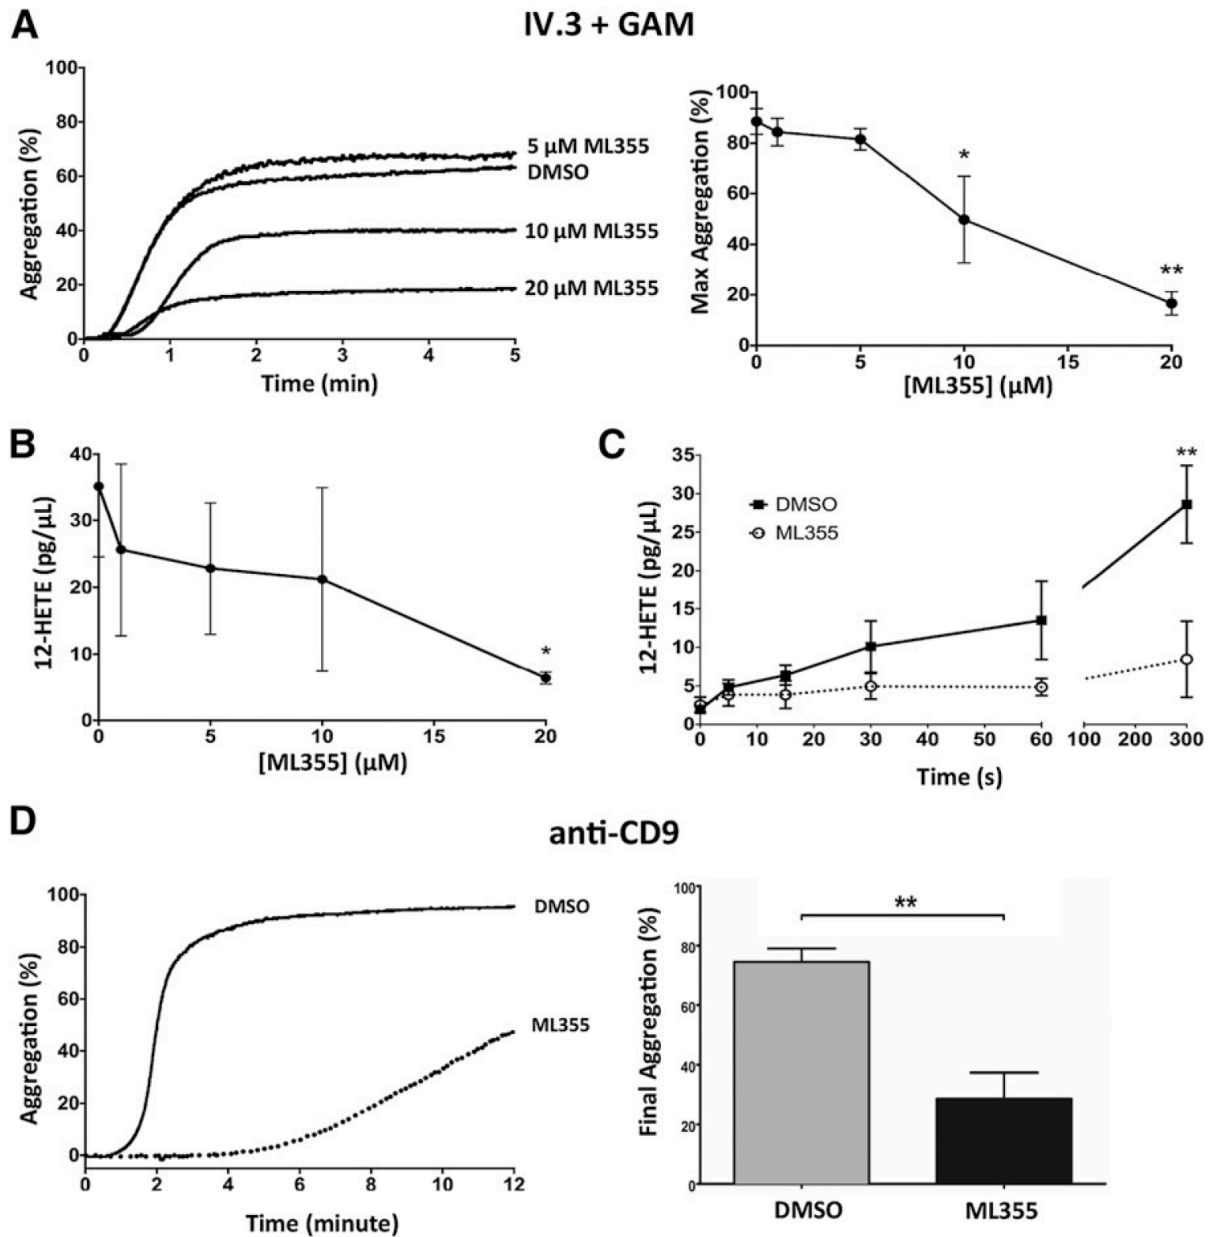 A
IV.3 + GAM
100
80
60
40
20
0
Aggregation (%)
5 µM ML355
DMSO
10 µM ML355
20 µM ML355
0 1 2 3 4 5
Time (min)
100
80
60
40
20
0
Max Aggregation (%)
*
**
0 5 10 15 20
[ML355] (µM)
B
40
30
20
10
0
12-HETE (pg/µL)
*
0 5 10 20
[ML355] (µM)
C
35
30
25
20
15
10
5
0
12-HETE (pg/µL)
DMSO
ML355
**
0 10 20 30 40 50 60 100 200 300
Time (s)
D
anti-CD9
100
80
60
40
20
0
Aggregation (%)
DMSO
ML355
0 2 4 6 8 10 12
Time (minute)
100
80
60
40
20
0
Final Aggregation (%)
**
DMSO ML355